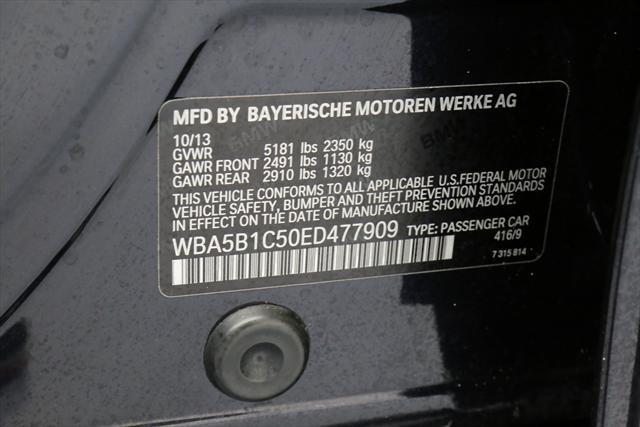 MFD BY BAYERISCHE MOTOREN WERKE AG
10/13
GVWR 5181 lbs 2350 kg
GAWR FRONT 2491 lbs 1130 kg
GAWR REAR 2910 lbs 1320 kg
THIS VEHICLE CONFORMS TO ALL APPLICABLE U.S.FEDERAL MOTOR
VEHICLE SAFETY, BUMPER AND THEFT PREVENTION STANDARDS
IN EFFECT ON THE DATE OF MANUFACTURE SHOWN ABOVE.
WBA5B1C50ED477909 TYPE: PASSENGER CAR
416/9
7 315 814